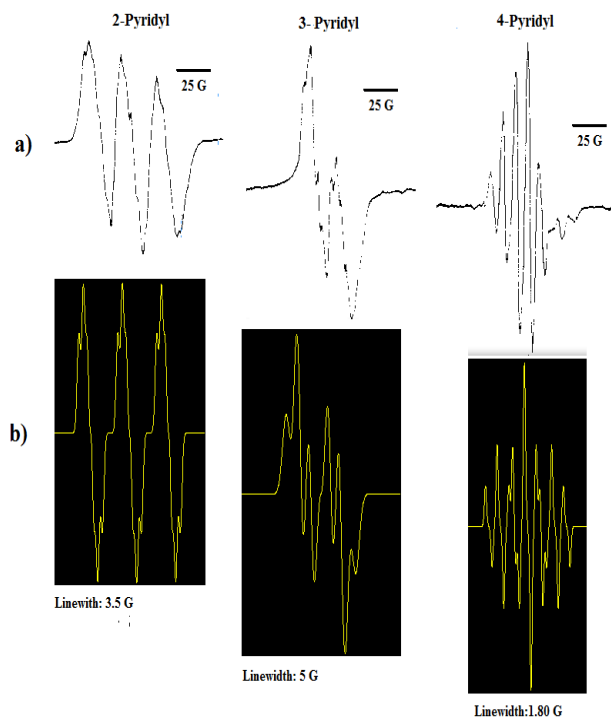 2-Pyridyl
3- Pyridyl
4-Pyridyl
25 G
25 G
25 G
a)
b)
Linewith: 3.5 G
Linewidth: 5 G
Linewidth:1.80 G